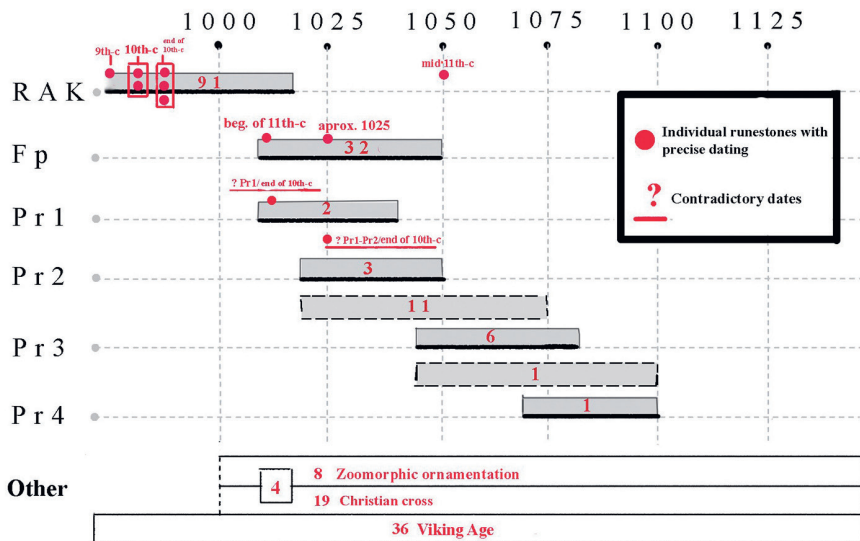 1000 1025 1050 1075 1100 1125
9th-c 10th-c end of 10th-c mid 11th-c
RAK 91
beg. of 11th-c aprox. 1025
Fp 32
? Pr1/end of 10th-c
Pr1 2
? Pr1-Pr2/end of 10th-c
Pr2 3
11
Pr3 6
1
Pr4 1
Individual runestones with
precise dating
? Contradictory dates
Other 4
8 Zoomorphic ornamentation
19 Christian cross
36 Viking Age